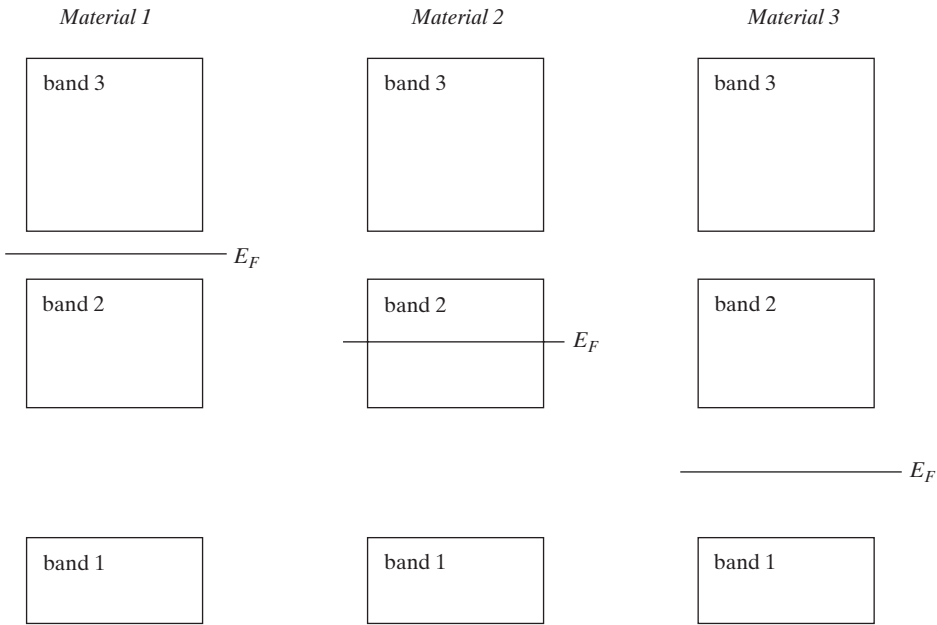 Material 1 Material 2 Material 3
band 3 band 3 band 3
E_F
band 2 band 2 band 2
E_F
E_F
band 1 band 1 band 1